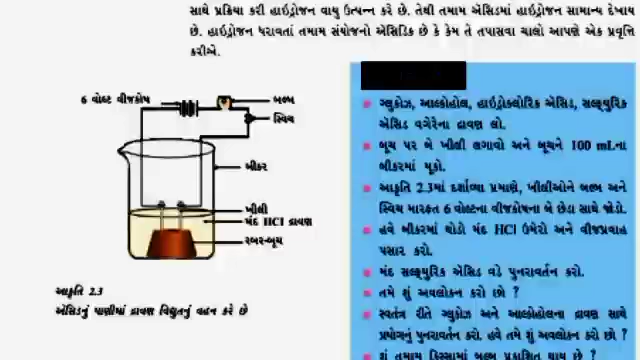 સાથે પ્રક્રિયા કરી હાઇડ્રોજન વાયુ ઉત્પન્ન કરે છે. તેથી તમામ ઍસિડમાં હાઇડ્રોજન સામાન્ય દેખાય
છે. હાઇડ્રોજન ધરાવતાં તમામ સંયોજનો ઍસિડિક છે કે કેમ તે તપાસવા ચાલો આપણે એક પ્રવૃત્તિ
કરીએ.
6 વોલ્ટ વીજકોષ
બલ્બ
સ્વિચ
બીકર
ખીલી
મંદ HCl દ્રાવણ
રબર-બૂચ
આકૃતિ 2.3
ઍસિડનું પાણીમાં દ્રાવણ વિદ્યુતનું વહન કરે છે
ગ્લુકોઝ, આલ્કોહોલ, હાઇડ્રોક્લોરિક ઍસિડ, સલ્ફ્યુરિક
ઍસિડ વગેરેના દ્રાવણ લો.
બૂચ પર બે ખીલી લગાવો અને બૂચને 100 mLના
બીકરમાં મૂકો.
આકૃતિ 2.3માં દર્શાવ્યા પ્રમાણે, ખીલીઓને બલ્બ અને
સ્વિચ મારફત 6 વોલ્ટના વીજકોષના બે છેડા સાથે જોડો.
હવે બીકરમાં થોડો મંદ HCl ઉમેરો અને વીજપ્રવાહ
પસાર કરો.
મંદ સલ્ફ્યુરિક ઍસિડ વડે પુનરાવર્તન કરો.
તમે શું અવલોકન કરો છો ?
સ્વતંત્ર રીતે ગ્લુકોઝ અને આલ્કોહોલના દ્રાવણ સાથે
પ્રયોગનું પુનરાવર્તન કરો. હવે તમે શું અવલોકન કરો છો ?
શું તમામ કિસ્સામાં બલ્બ પ્રકાશિત થાય છે ?